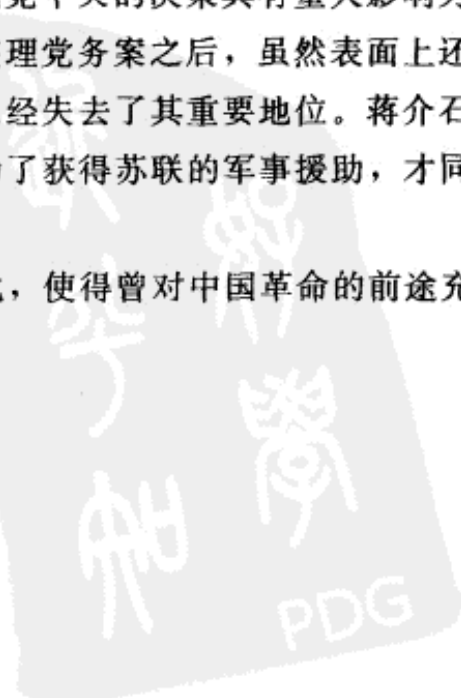 党中央的决策具有重大影响力
理党务案之后，虽然表面上还
经失去了其重要地位。蒋介石
了获得苏联的军事援助，才同
，使得曾对中国革命的前途充
PDG